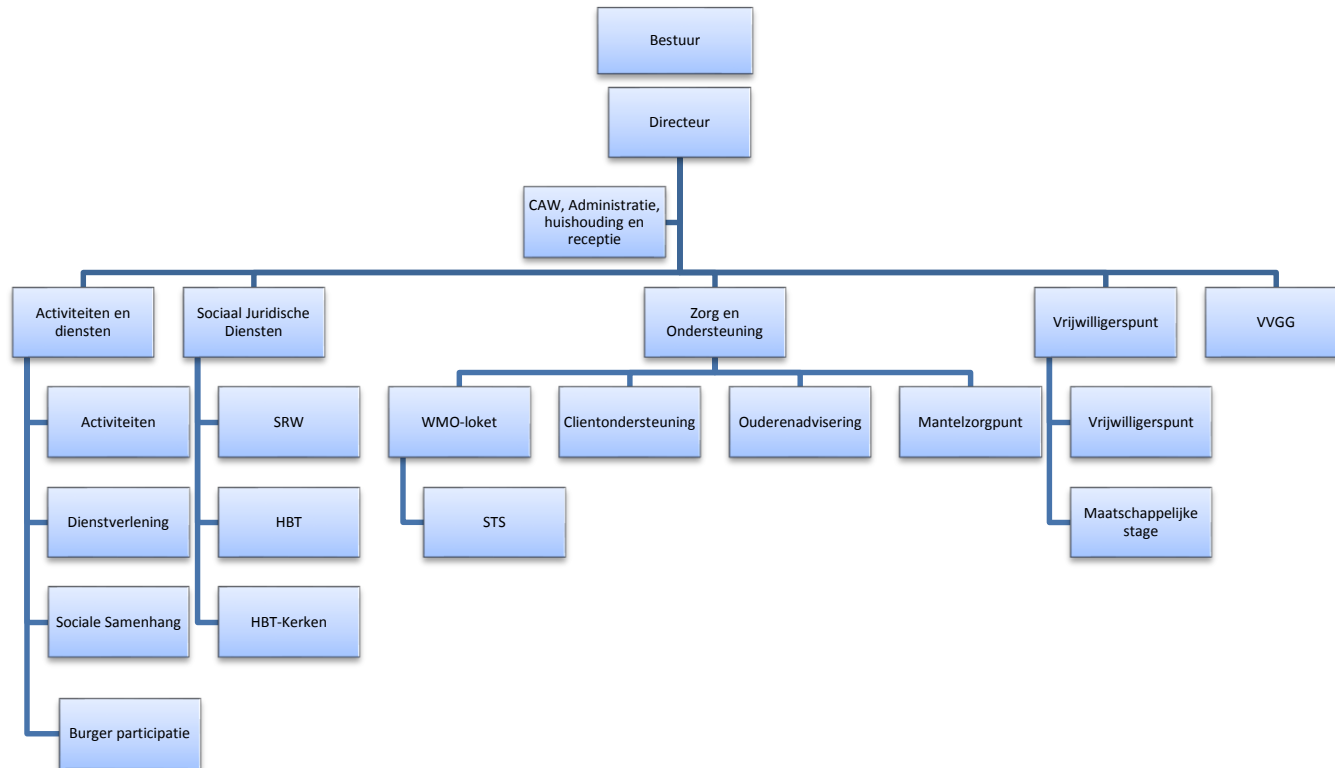 Bestuur
Directeur
CAW, Administratie,
huishouding en
receptie
Activiteiten en
diensten
Sociaal Juridische
Diensten
Zorg en
Ondersteuning
Vrijwilligerspunt
VVGG
Activiteiten
SRW
WMO-loket
Clientondersteuning
Ouderenadvisering
Mantelzorgpunt
Vrijwilligerspunt
Dienstverlening
HBT
STS
Maatschappelijke
stage
Sociale Samenhang
HBT-Kerken
Burger participatie